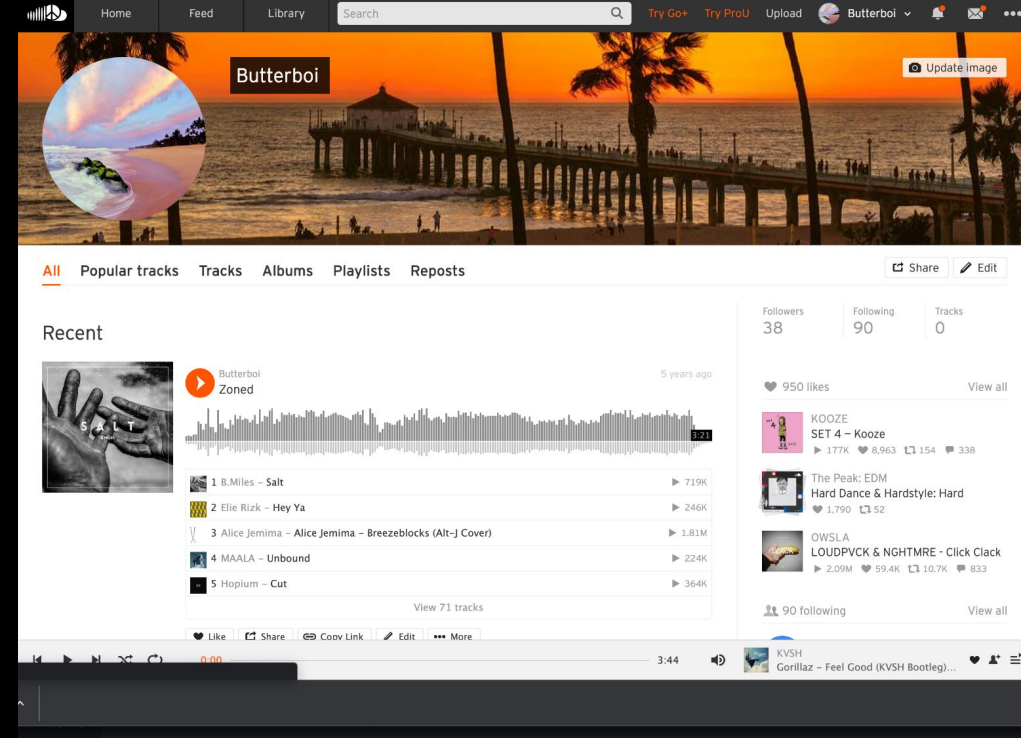 Home Feed Library Search Try Go+ Try ProU Upload Butterboi
Butterboi
Update image
All Popular tracks Tracks Albums Playlists Reposts
Share Edit
Recent
SALT
B.MILES
Butterboi
Zoned
5 years ago
3:21
1 B.Miles – Salt 719K
2 Elie Rizk – Hey Ya 246K
3 Alice Jemima – Alice Jemima – Breezeblocks (Alt-J Cover) 1.81M
4 MAALA – Unbound 224K
5 Hopium – Cut 364K
View 71 tracks
Like Share Copy Link Edit More
Followers Following Tracks
38 90 0
950 likes View all
KOOZE
SET 4 – Kooze
177K 8,963 154 338
The Peak: EDM
Hard Dance & Hardstyle: Hard
1,790 52
OWSLA
LOUDPVCK & NGHTMRE - Click Clack
2.09M 59.4K 10.7K 833
90 following View all
0:00 3:44
KVSH
Gorillaz – Feel Good (KVSH Bootleg)...